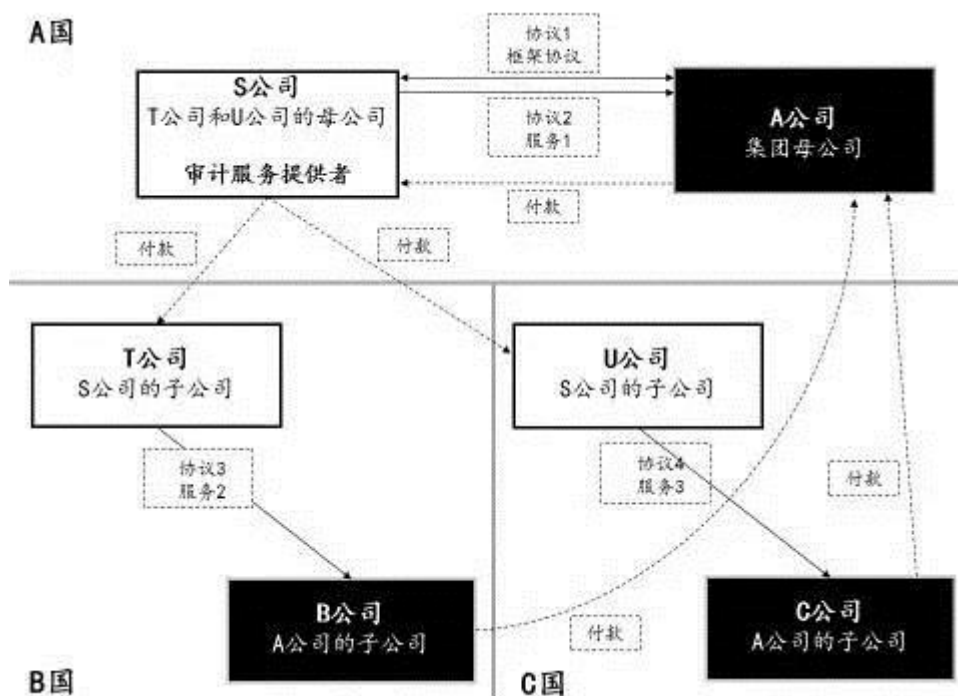 A国
协议1
框架协议
S公司
T公司和U公司的母公司
审计服务提供者
协议2
服务1
A公司
集团母公司
付款
付款
付款
T公司
S公司的子公司
U公司
S公司的子公司
协议3
服务2
协议4
服务3
付款
B公司
A公司的子公司
付款
C公司
A公司的子公司
B国
C国